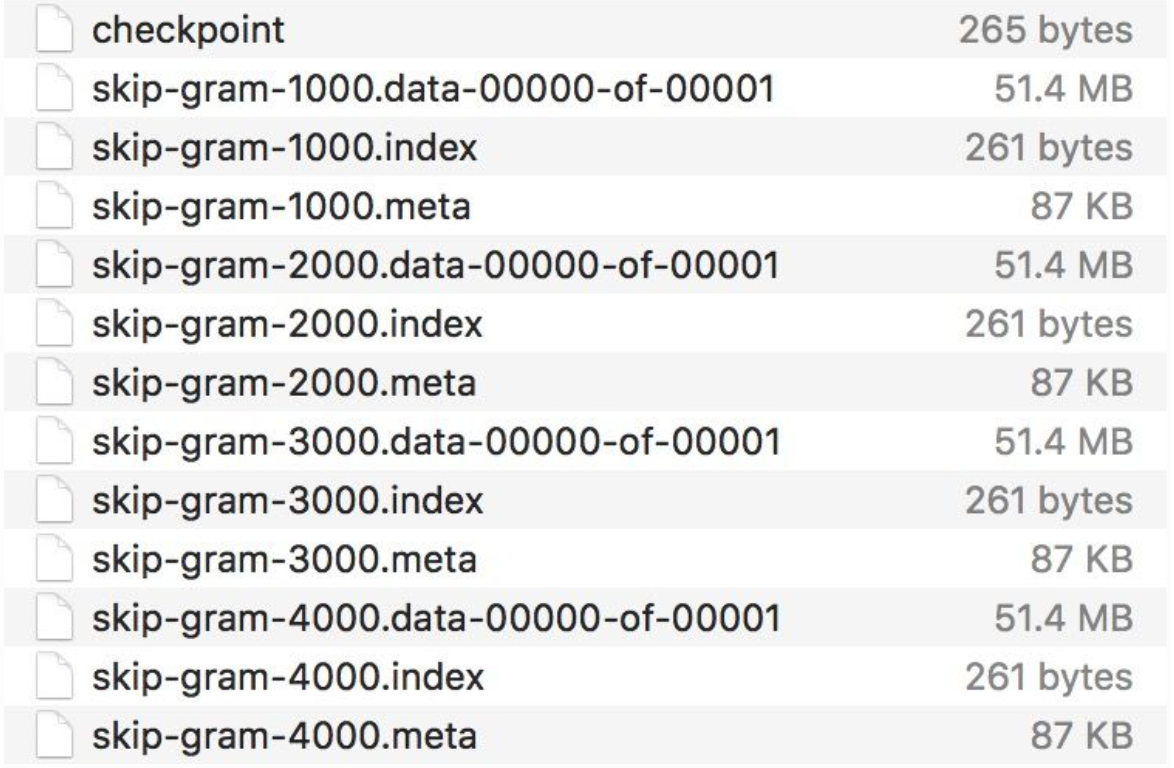 checkpoint 265 bytes
skip-gram-1000.data-00000-of-00001 51.4 MB
skip-gram-1000.index 261 bytes
skip-gram-1000.meta 87 KB
skip-gram-2000.data-00000-of-00001 51.4 MB
skip-gram-2000.index 261 bytes
skip-gram-2000.meta 87 KB
skip-gram-3000.data-00000-of-00001 51.4 MB
skip-gram-3000.index 261 bytes
skip-gram-3000.meta 87 KB
skip-gram-4000.data-00000-of-00001 51.4 MB
skip-gram-4000.index 261 bytes
skip-gram-4000.meta 87 KB